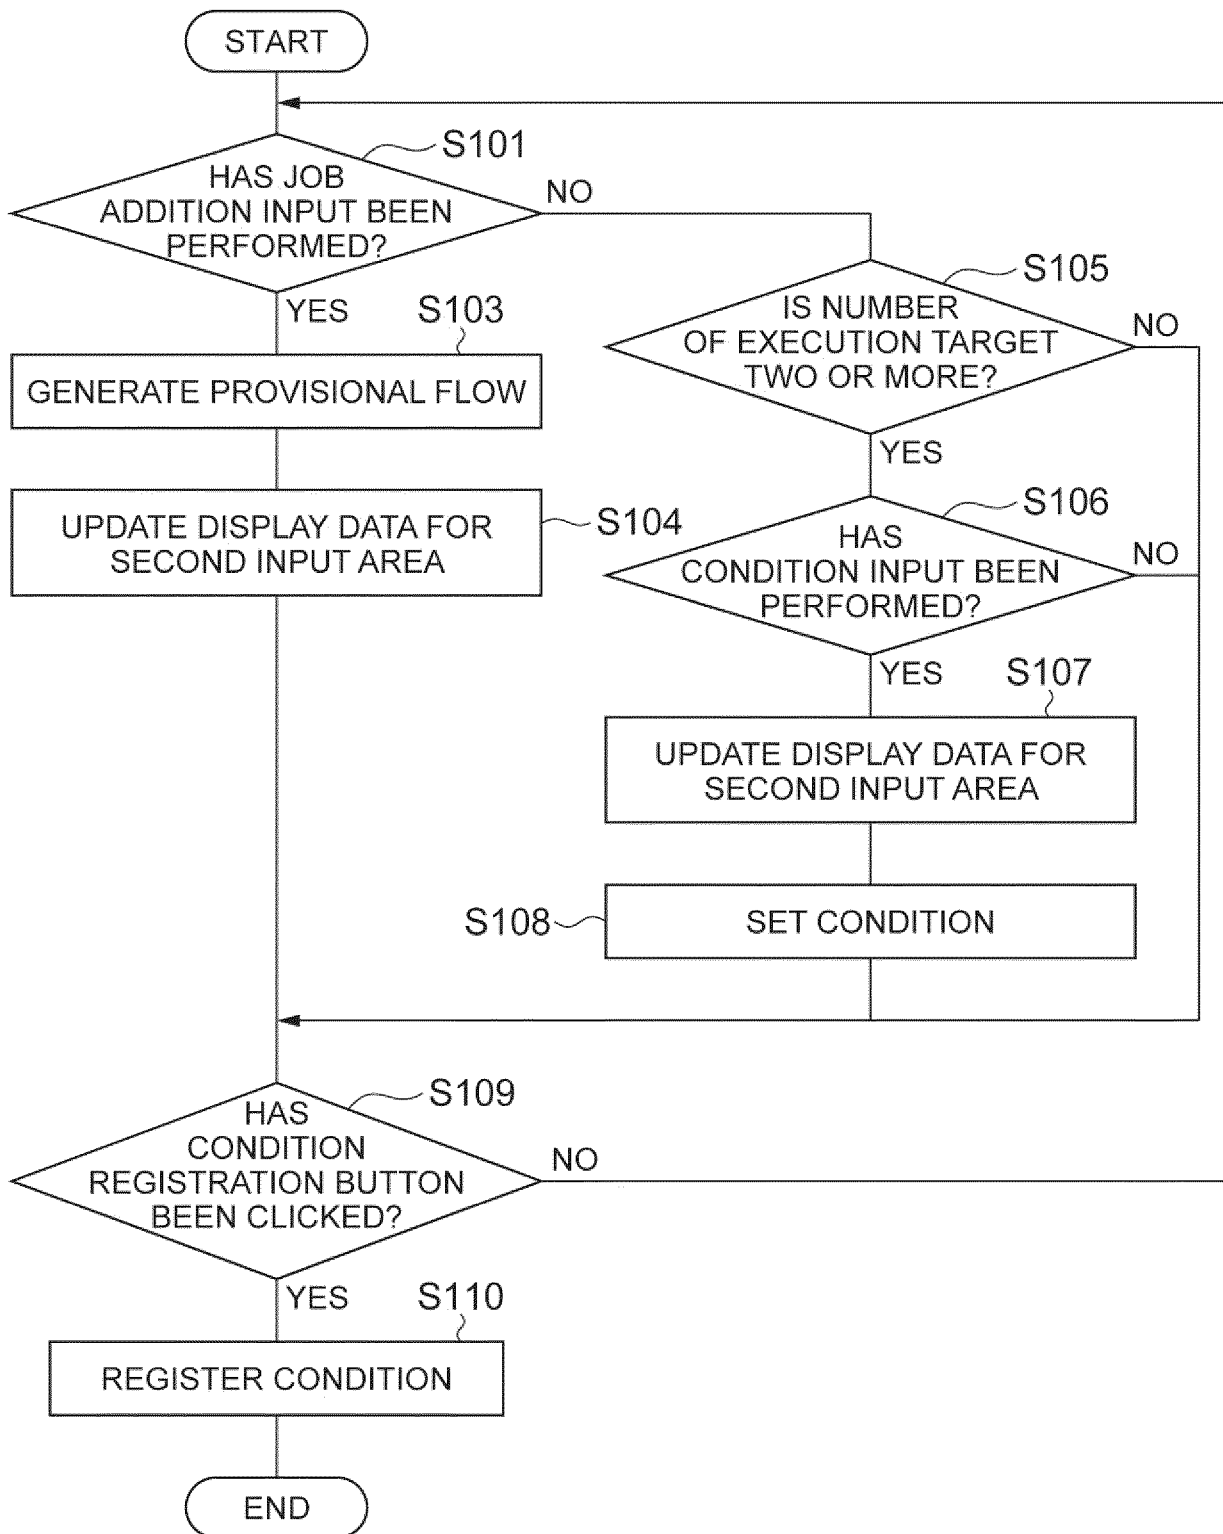 START
S101
HAS JOB
ADDITION INPUT BEEN
PERFORMED?
NO
YES
S103
GENERATE PROVISIONAL FLOW
UPDATE DISPLAY DATA FOR
SECOND INPUT AREA
S104
S105
IS NUMBER
OF EXECUTION TARGET
TWO OR MORE?
NO
YES
S106
HAS
CONDITION INPUT BEEN
PERFORMED?
NO
YES
S107
UPDATE DISPLAY DATA FOR
SECOND INPUT AREA
S108
SET CONDITION
S109
HAS
CONDITION
REGISTRATION BUTTON
BEEN CLICKED?
NO
YES
S110
REGISTER CONDITION
END